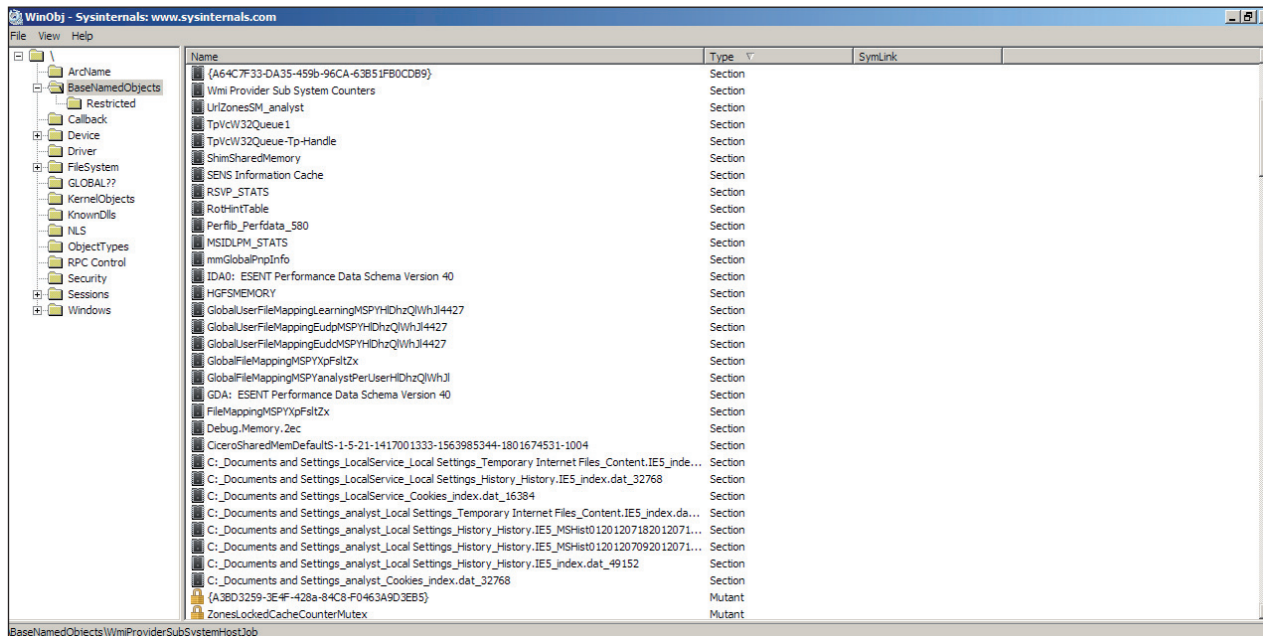 WinObj - Sysinternals: www.sysinternals.com
File View Help
\
ArcName
BaseNamedObjects
Restricted
Callback
Device
Driver
FileSystem
GLOBAL??
KernelObjects
KnownDlls
NLS
ObjectTypes
RPC Control
Security
Sessions
Windows
Name Type SymLink
{A64C7F33-DA35-459b-96CA-63B51FB0CDB9} Section
Wmi Provider Sub System Counters Section
UrlZonesSM_analyst Section
TpVcW32Queue1 Section
TpVcW32Queue-Tp-Handle Section
ShimSharedMemory Section
SENS Information Cache Section
RSVP_STATS Section
RotHintTable Section
Perflib_Perfdata_580 Section
MSIDLPM_STATS Section
mmGlobalPnpInfo Section
IDA0: ESENT Performance Data Schema Version 40 Section
HGFSMEMORY Section
GlobalUserFileMappingLearningMSPYHlDhzQlWhJl4427 Section
GlobalUserFileMappingEudpMSPYHlDhzQlWhJl4427 Section
GlobalUserFileMappingEudcMSPYHlDhzQlWhJl4427 Section
GlobalFileMappingMSPYXpFsltZx Section
GlobalFileMappingMSPYanalystPerUserHlDhzQlWhJl Section
GDA: ESENT Performance Data Schema Version 40 Section
FileMappingMSPYXpFsltZx Section
Debug.Memory.2ec Section
CiceroSharedMemDefaultS-1-5-21-1417001333-1563985344-1801674531-1004 Section
C:_Documents and Settings_LocalService_Local Settings_Temporary Internet Files_Content.IE5_inde... Section
C:_Documents and Settings_LocalService_Local Settings_History_History.IE5_index.dat_32768 Section
C:_Documents and Settings_LocalService_Cookies_index.dat_16384 Section
C:_Documents and Settings_analyst_Local Settings_Temporary Internet Files_Content.IE5_index.da... Section
C:_Documents and Settings_analyst_Local Settings_History_History.IE5_MSHist01201207182012071... Section
C:_Documents and Settings_analyst_Local Settings_History_History.IE5_MSHist01201207092012071... Section
C:_Documents and Settings_analyst_Local Settings_History_History.IE5_index.dat_49152 Section
C:_Documents and Settings_analyst_Cookies_index.dat_32768 Section
{A3BD3259-3E4F-428a-84C8-F0463A9D3EB5} Mutant
ZonesLockedCacheCounterMutex Mutant
BaseNamedObjects\WmiProviderSubSystemHostJob